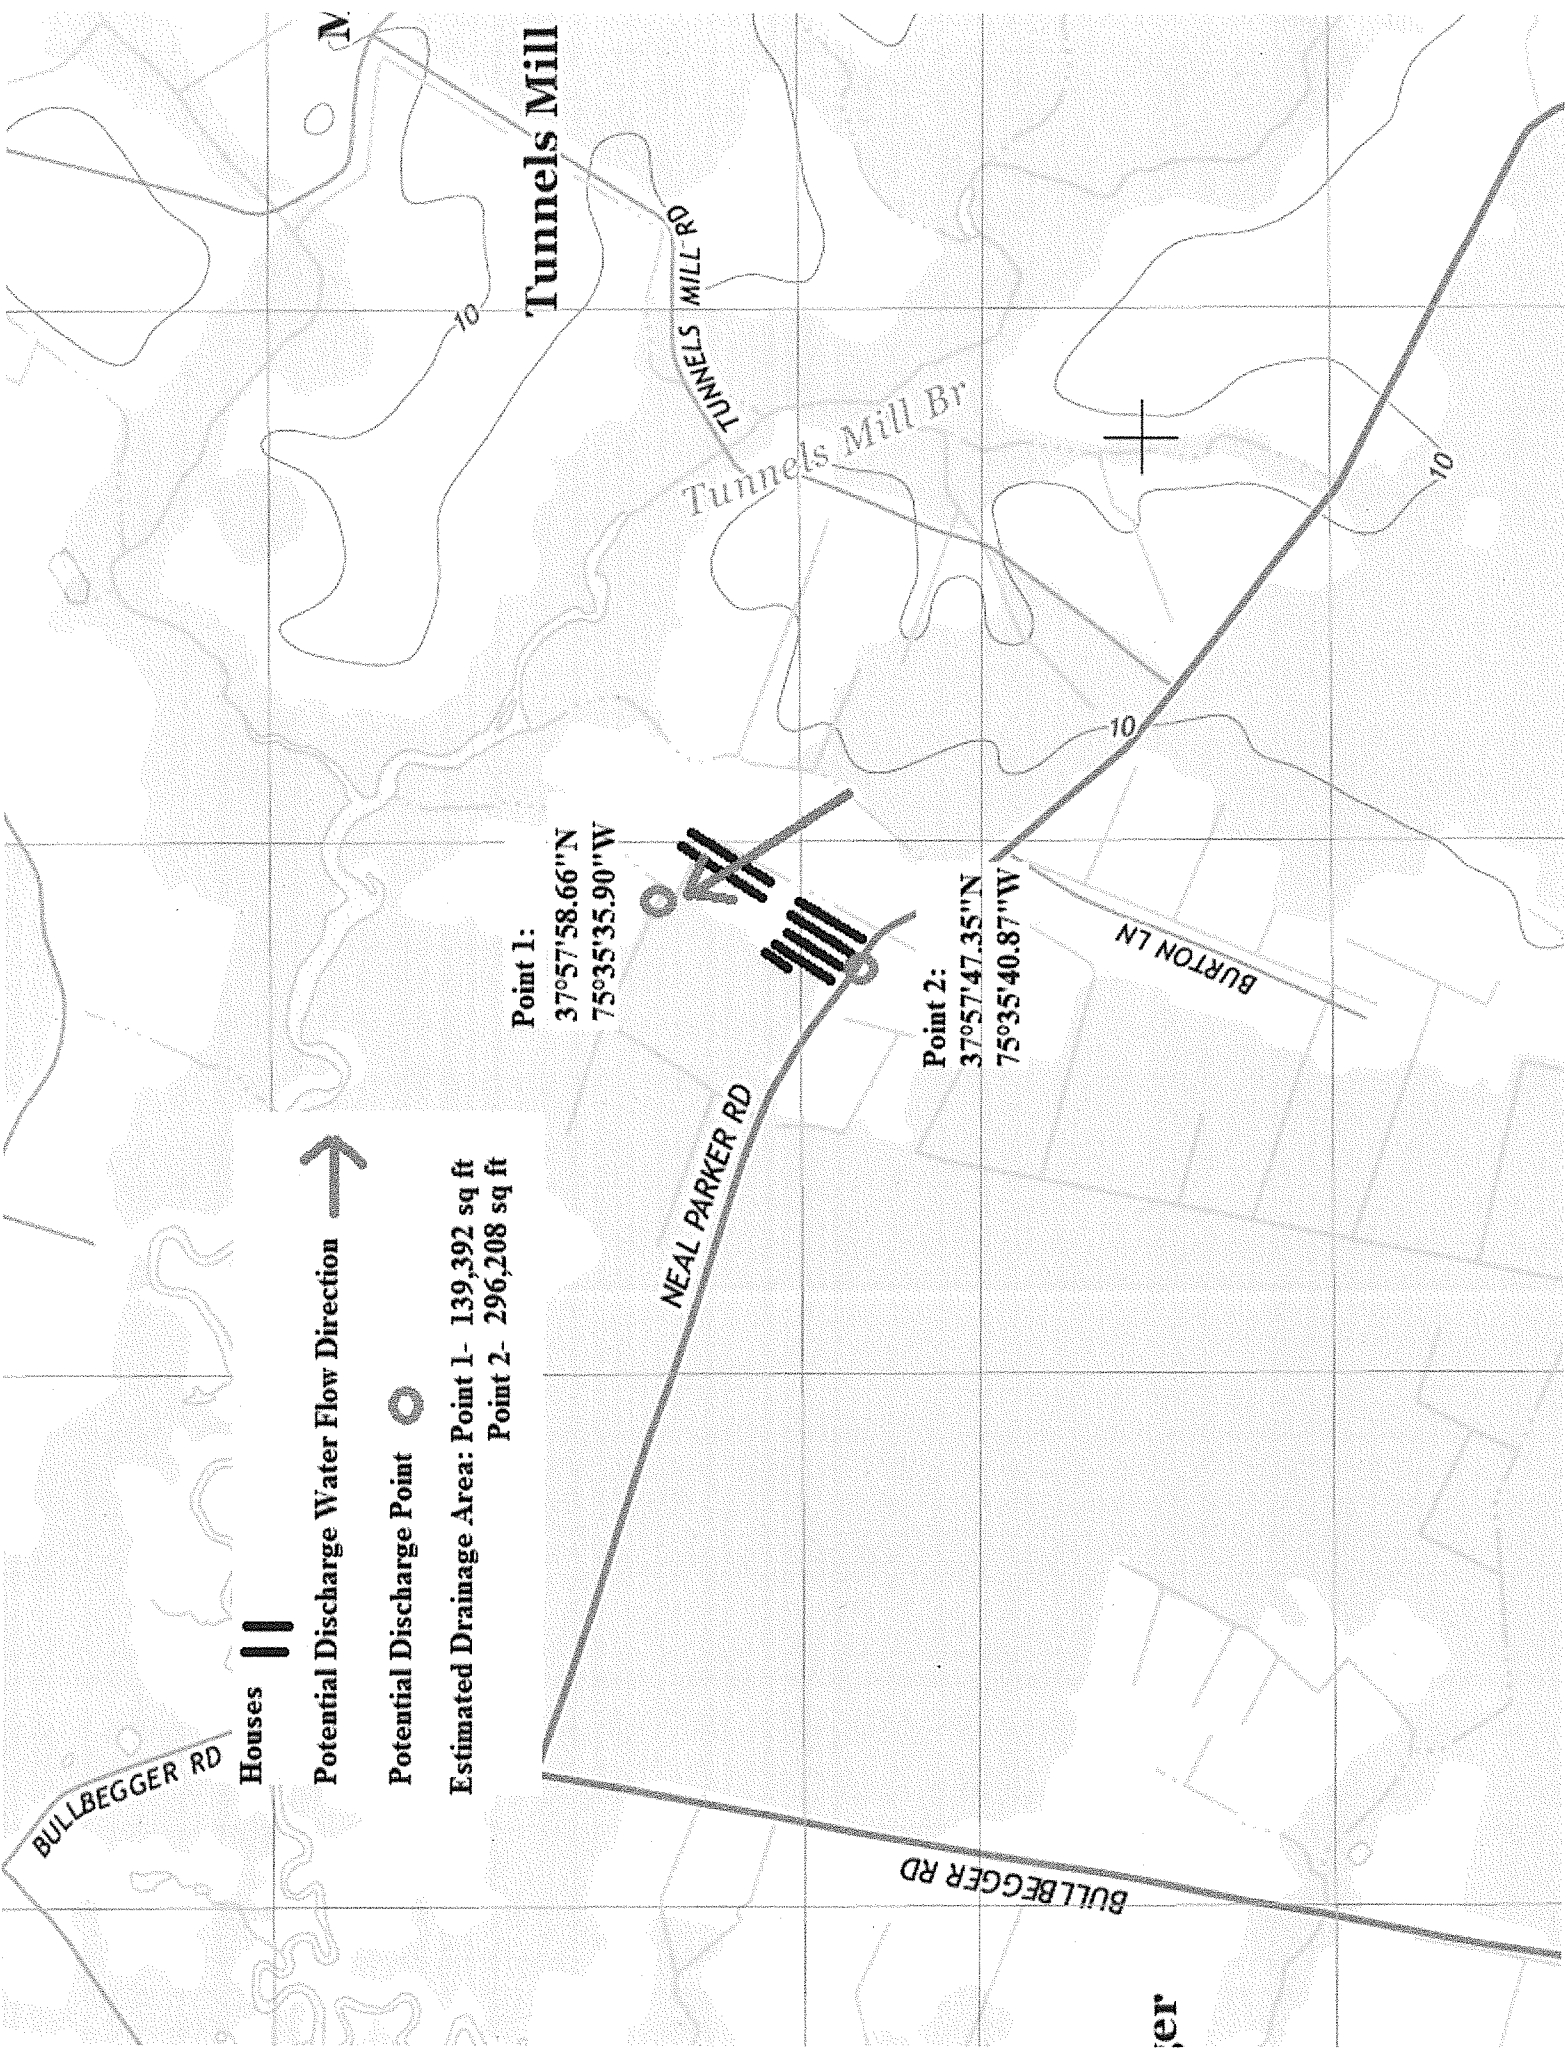 BULLBEGGER RD
Houses
Potential Discharge Water Flow Direction
Potential Discharge Point
Estimated Drainage Area: Point 1- 139,392 sq ft
Point 2- 296,208 sq ft
M
Tunnels Mill
10
TUNNELS MILL RD
Tunnels Mill Br
Point 1:
37°57'58.66"N
75°35'35.90"W
NEAL PARKER RD
Point 2:
37°57'47.35"N
75°35'40.87"W
10
10
BURTON LN
BULLBEGGER RD
ger